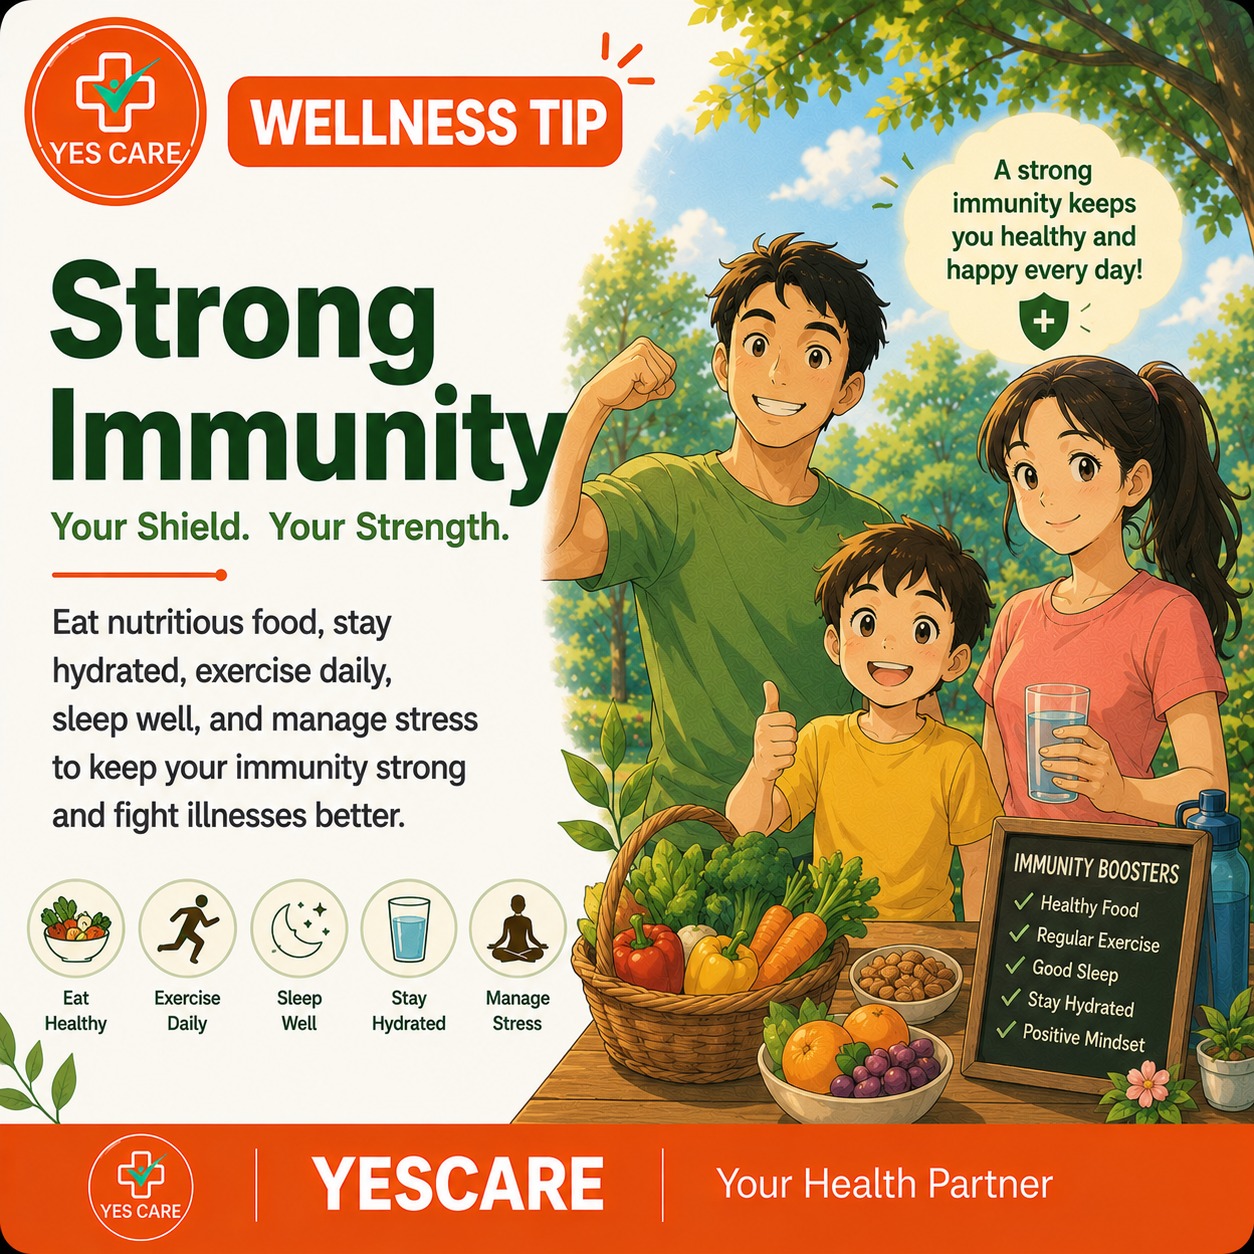 YES CARE
WELLNESS TIP
A strong
immunity keeps
you healthy and
happy every day!
Strong
Immunity
Your Shield. Your Strength.
Eat nutritious food, stay
hydrated, exercise daily,
sleep well, and manage stress
to keep your immunity strong
and fight illnesses better.
Eat
Healthy
Exercise
Daily
Sleep
Well
Stay
Hydrated
Manage
Stress
IMMUNITY BOOSTERS
✓ Healthy Food
✓ Regular Exercise
✓ Good Sleep
✓ Stay Hydrated
✓ Positive Mindset
YES CARE
YESCARE
Your Health Partner